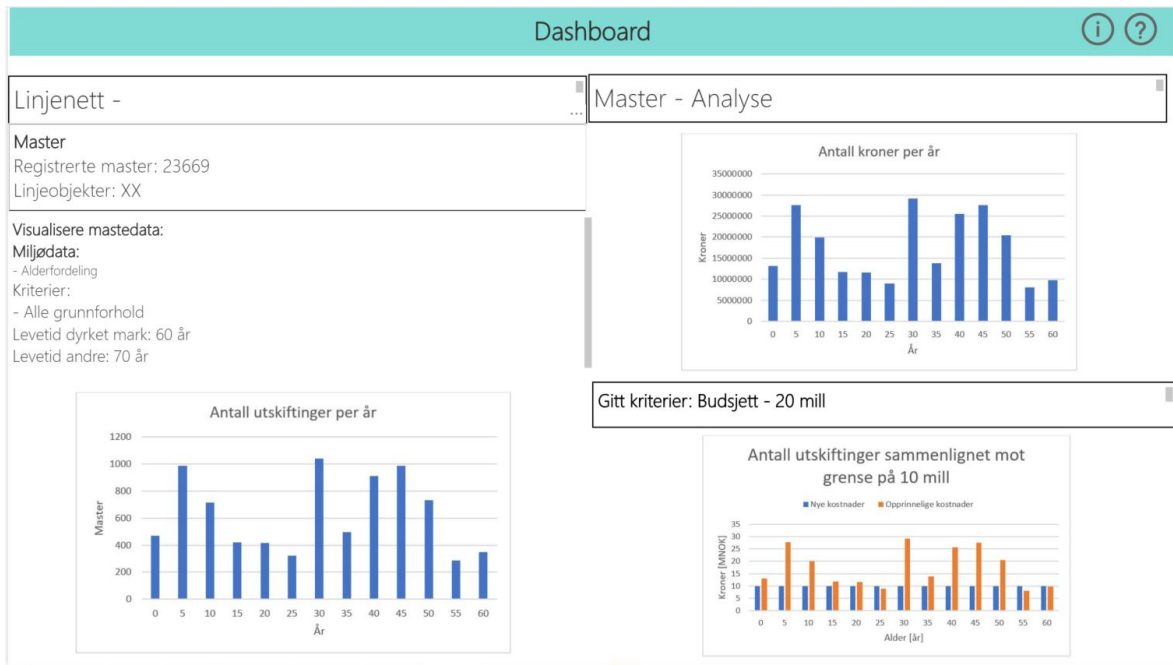 Dashboard
Linjenett -
...
Master
Registrerte master: 23669
Linjeobjekter: XX
Visualisere mastedata:
Miljødata:
- Alderfordeling
Kriterier:
- Alle grunnforhold
Levetid dyrket mark: 60 år
Levetid andre: 70 år
Antall utskiftinger per år
Master
1200
1000
800
600
400
200
0
0 5 10 15 20 25 30 35 40 45 50 55 60
År
Master - Analyse
Antall kroner per år
Kroner
35000000
30000000
25000000
20000000
15000000
10000000
5000000
0
0 5 10 15 20 25 30 35 40 45 50 55 60
År
Gitt kriterier: Budsjett - 20 mill
Antall utskiftinger sammenlignet mot
grense på 10 mill
Nye kostnader Opprinnelige kostnader
Kroner [MNOK]
35
30
25
20
15
10
5
0
0 5 10 15 20 25 30 35 40 45 50 55 60
Alder [år]